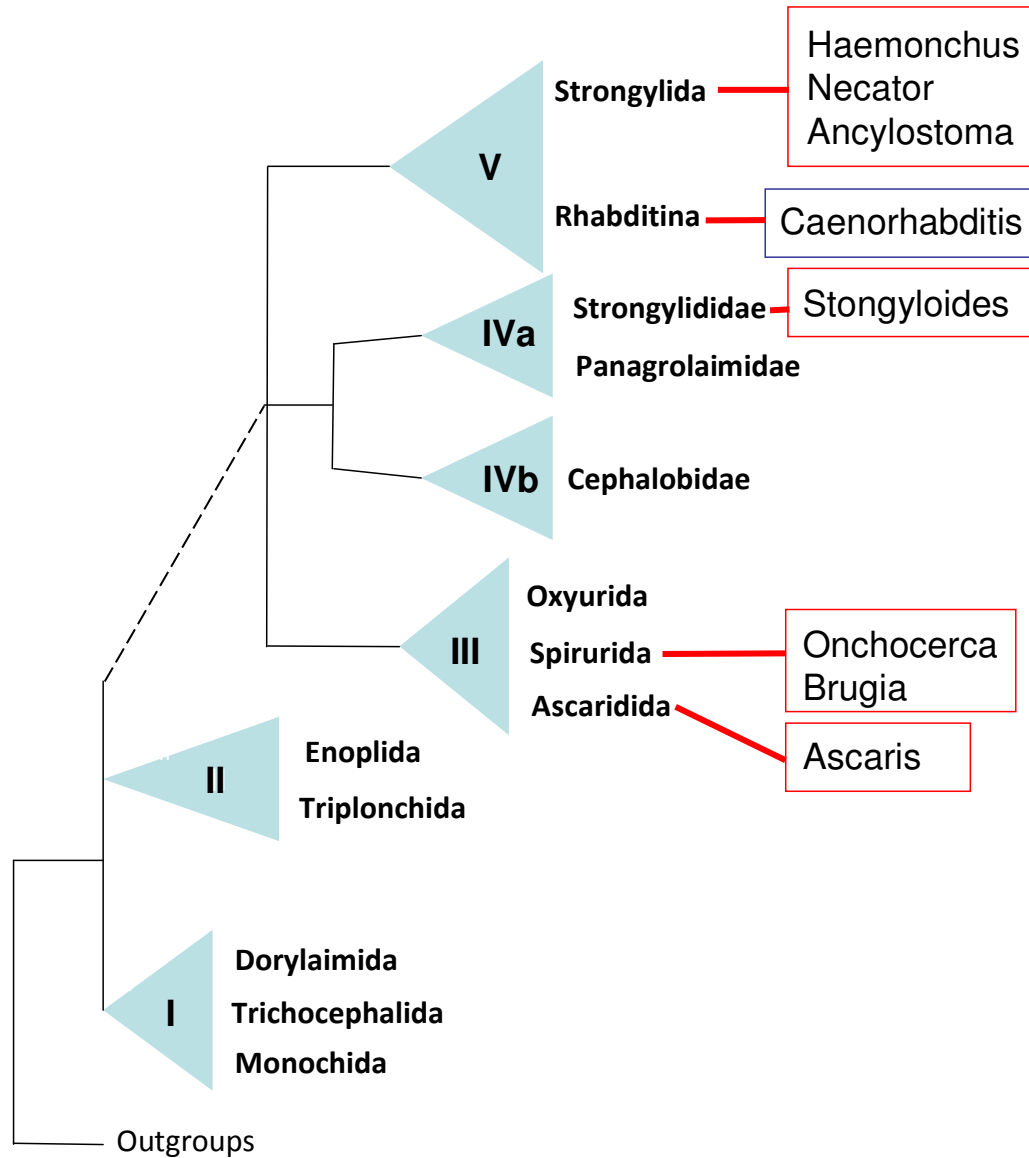 Haemonchus
Necator
Ancylostoma
Strongylida
V
Rhabditina
Caenorhabditis
Strongylididae
Stongyloides
IVa
Panagrolaimidae
IVb
Cephalobidae
Oxyurida
III
Spirurida
Onchocerca
Brugia
Ascaridida
Ascaris
Enoplida
II
Triplonchida
Dorylaimida
I
Trichocephalida
Monochida
Outgroups